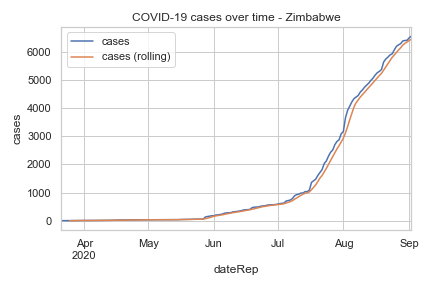 COVID-19 cases over time - Zimbabwe
cases
cases (rolling)
6000
5000
4000
3000
2000
1000
0
cases
Apr
2020
May
Jun
Jul
Aug
Sep
dateRep